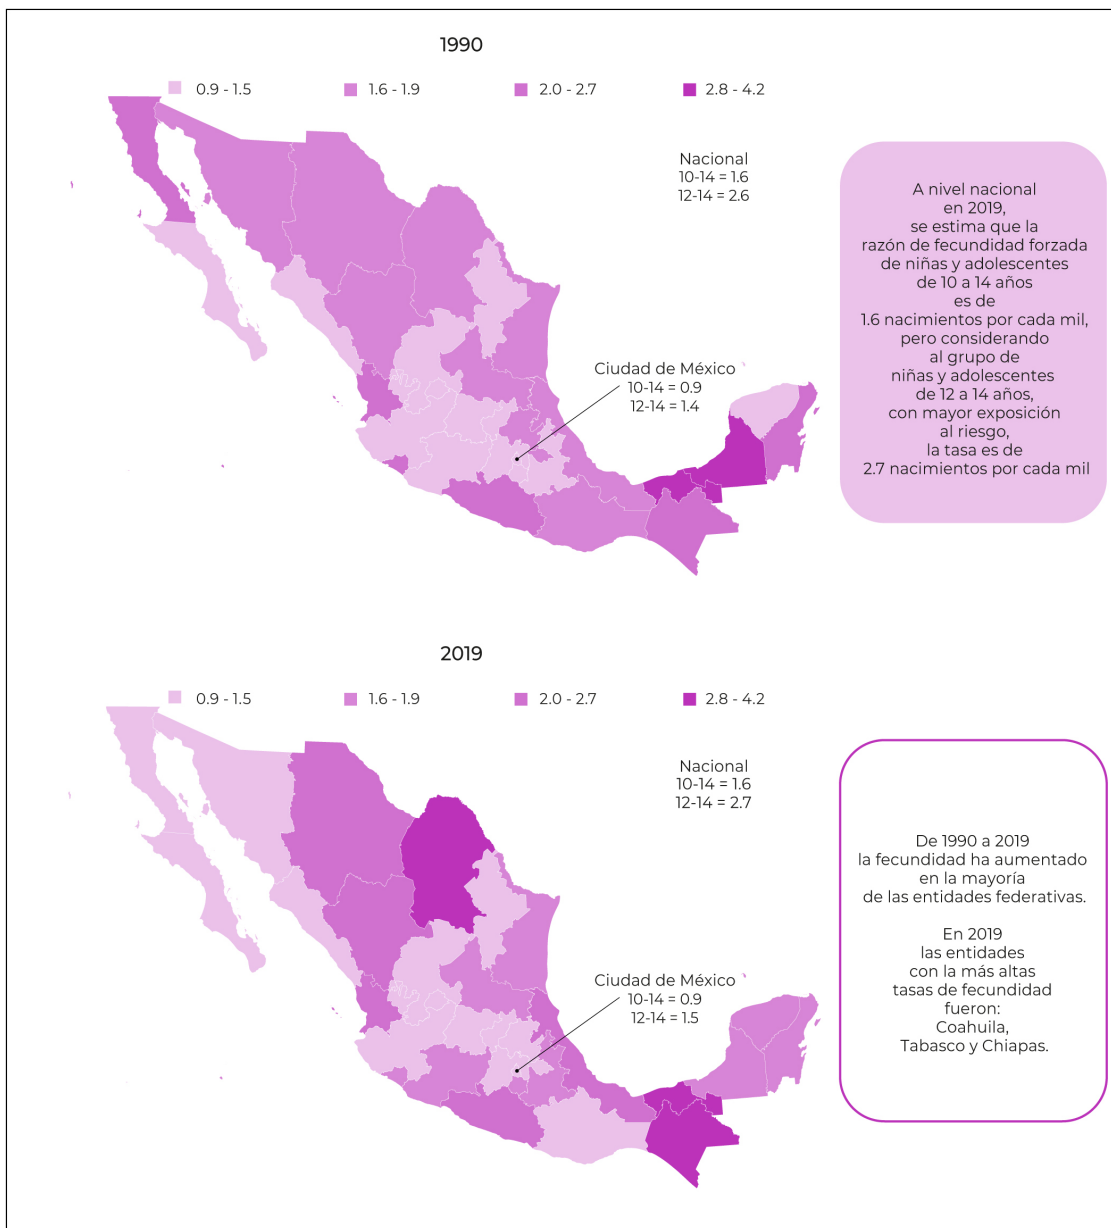 1990
0.9 - 1.5
1.6 - 1.9
2.0 - 2.7
2.8 - 4.2
Nacional
10-14 = 1.6
12-14 = 2.6
Ciudad de México
10-14 = 0.9
12-14 = 1.4
A nivel nacional
en 2019,
se estima que la
razón de fecundidad forzada
de niñas y adolescentes
de 10 a 14 años
es de
1.6 nacimientos por cada mil,
pero considerando
al grupo de
niñas y adolescentes
de 12 a 14 años,
con mayor exposición
al riesgo,
la tasa es de
2.7 nacimientos por cada mil
2019
0.9 - 1.5
1.6 - 1.9
2.0 - 2.7
2.8 - 4.2
Nacional
10-14 = 1.6
12-14 = 2.7
Ciudad de México
10-14 = 0.9
12-14 = 1.5
De 1990 a 2019
la fecundidad ha aumentado
en la mayoría
de las entidades federativas.
En 2019
las entidades
con la más altas
tasas de fecundidad
fueron:
Coahuila,
Tabasco y Chiapas.